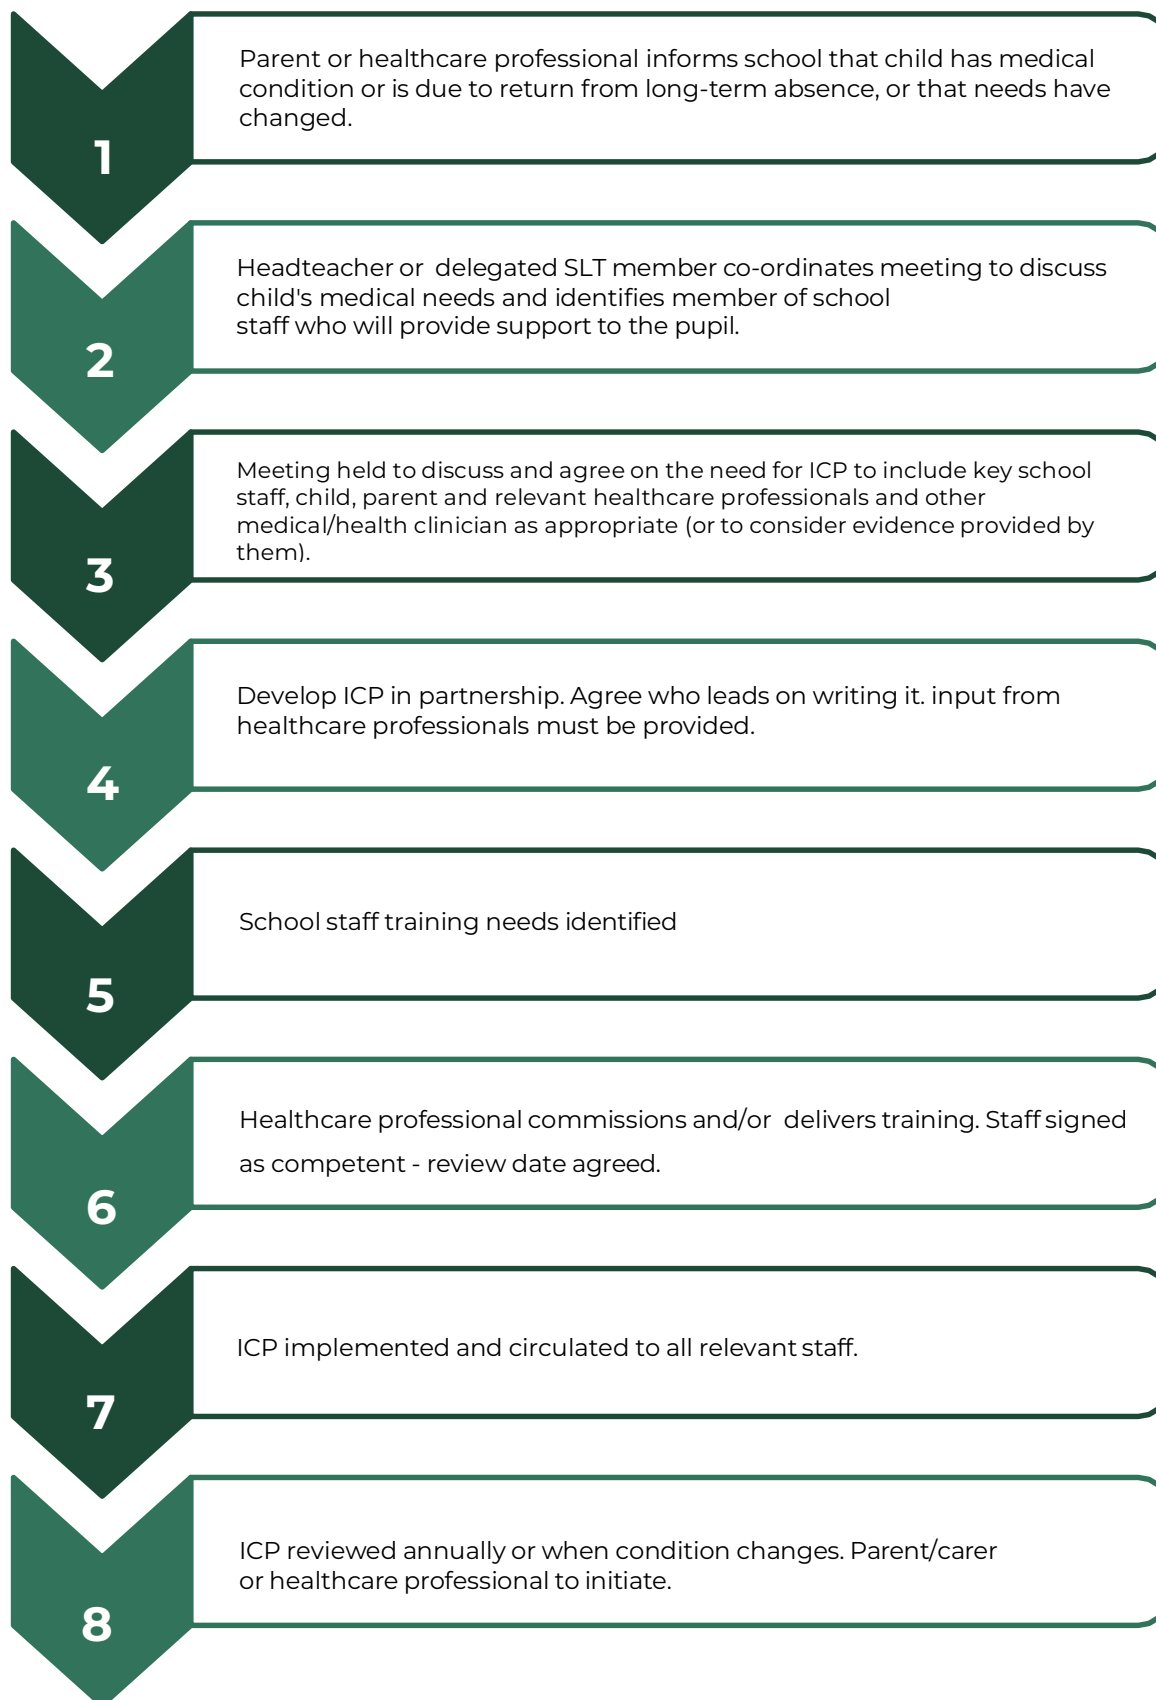 Parent or healthcare professional informs school that child has medical
condition or is due to return from long-term absence, or that needs have
changed.
1
Headteacher or  delegated SLT member co-ordinates meeting to discuss
child's medical needs and identifies member of school
staff who will provide support to the pupil.
2
Meeting held to discuss and agree on the need for ICP to include key school
staff, child, parent and relevant healthcare professionals and other
medical/health clinician as appropriate (or to consider evidence provided by
them).
3
Develop ICP in partnership. Agree who leads on writing it. input from
healthcare professionals must be provided.
4
School staff training needs identified
5
Healthcare professional commissions and/or  delivers training. Staff signed
as competent - review date agreed.
6
ICP implemented and circulated to all relevant staff.
7
ICP reviewed annually or when condition changes. Parent/carer
or healthcare professional to initiate.
8